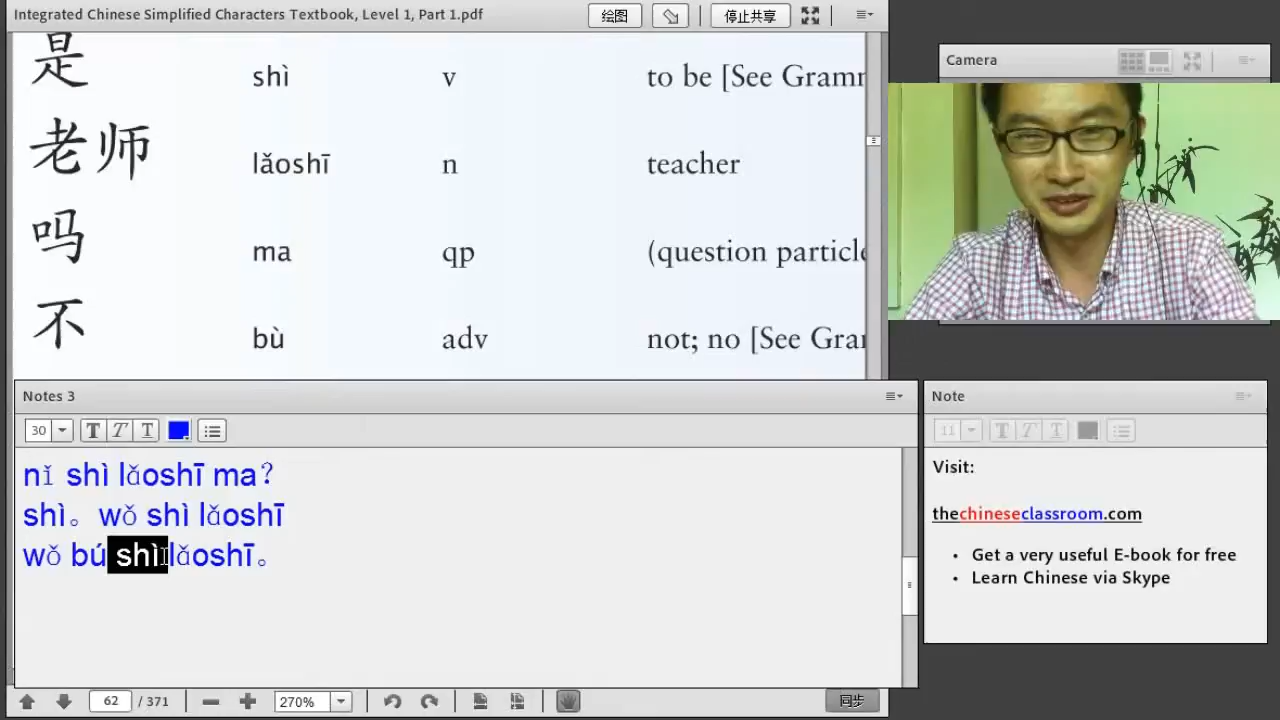 Integrated Chinese Simplified Characters Textbook, Level 1, Part 1.pdf
绘图
停止共享
是 shì v to be [See Gramm
老师 lǎoshī n teacher
吗 ma qp (question particle
不 bù adv not; no [See Gra
Camera
Notes 3
30
nǐ shì lǎoshī ma?
shì。wǒ shì lǎoshī
wǒ bú shì lǎoshī。
Note
11
Visit:
thechineseclassroom.com
• Get a very useful E-book for free
• Learn Chinese via Skype
62 / 371
270%
同步